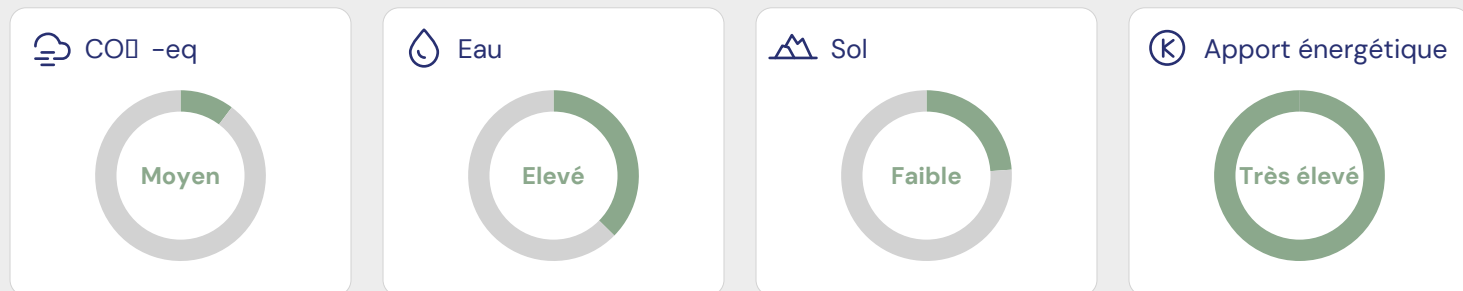 CO▯ -eq
Eau
Sol
Apport énergétique
Moyen
Elevé
Faible
Très élevé